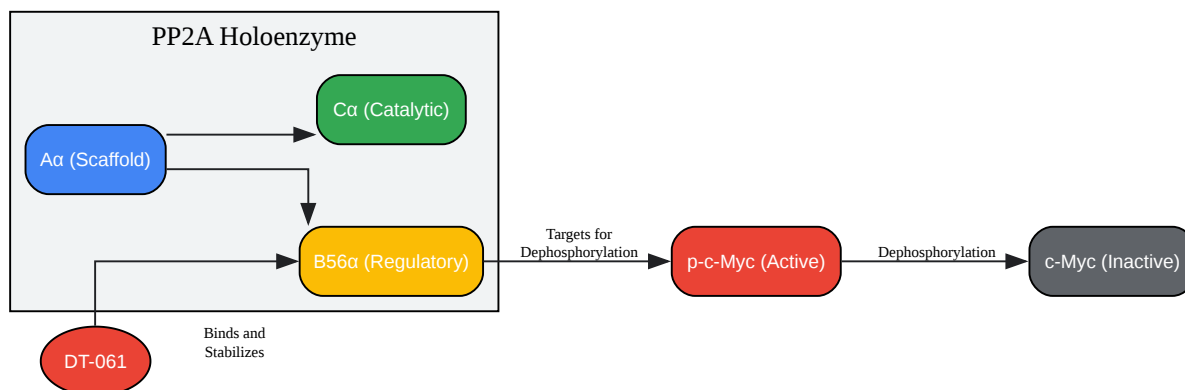 PP2A Holoenzyme
Cα (Catalytic)
Aα (Scaffold)
B56α (Regulatory)
Targets for
Dephosphorylation
p-c-Myc (Active)
Dephosphorylation
c-Myc (Inactive)
Binds and
Stabilizes
DT-061